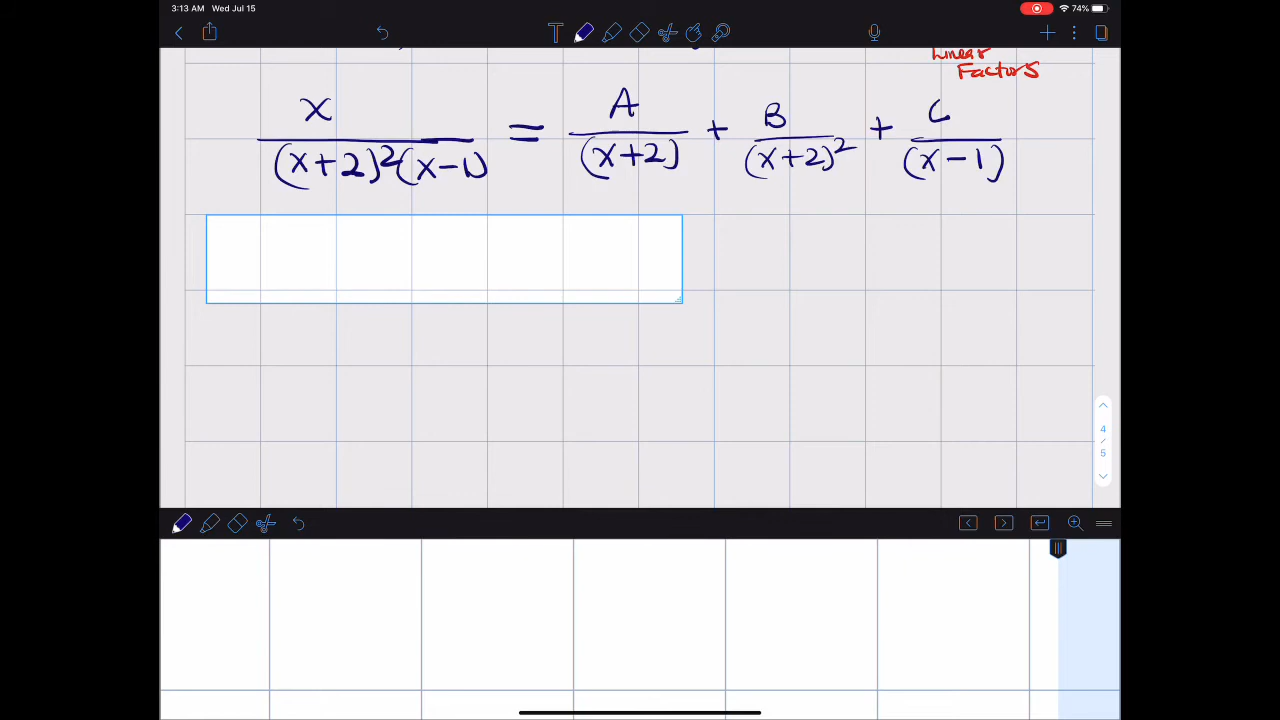 3:13 AM Wed Jul 15 74%
T
Linear
Factors
x/((x+2)²(x-1)) = A/(x+2) + B/(x+2)² + C/(x-1)
4
/
5